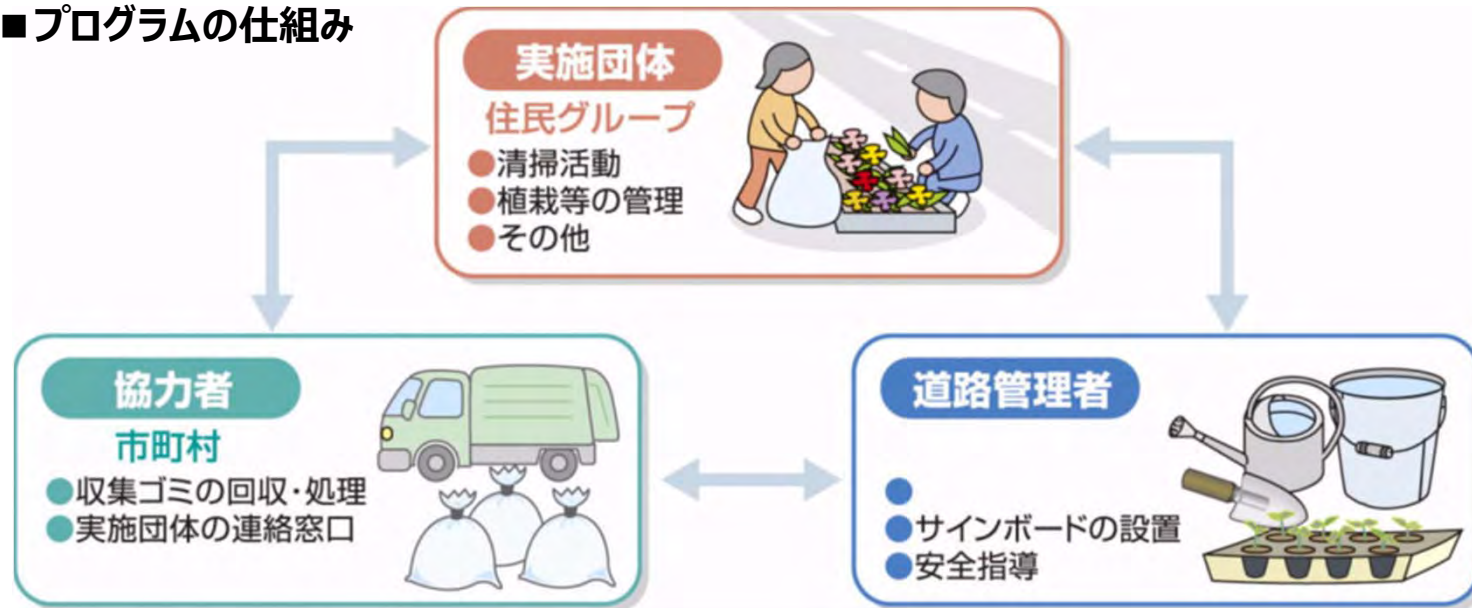 ■プログラムの仕組み
実施団体
住民グループ
●清掃活動
●植栽等の管理
●その他
協力者
市町村
●収集ゴミの回収・処理
●実施団体の連絡窓口
道路管理者
●
●サインボードの設置
●安全指導